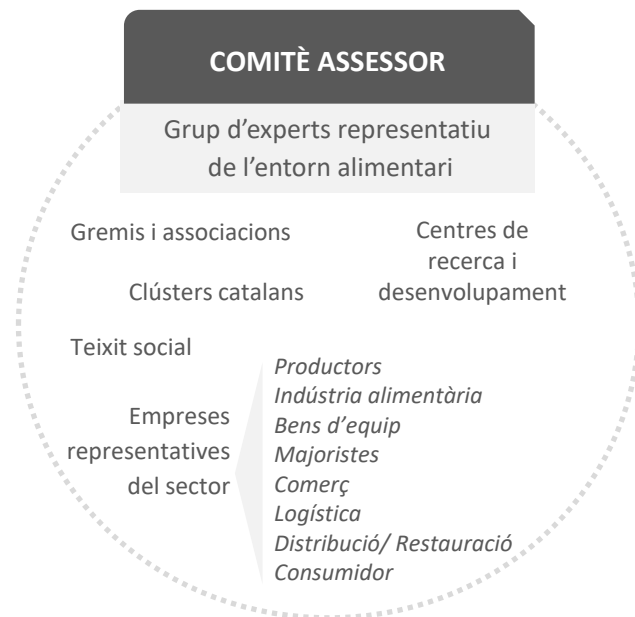 COMITÈ ASSESSOR
Grup d’experts representatiu
de l’entorn alimentari
Gremis i associacions
Centres de
recerca i
desenvolupament
Clústers catalans
Teixit social
Empreses
representatives
del sector
Productors
Indústria alimentària
Bens d’equip
Majoristes
Comerç
Logística
Distribució/ Restauració
Consumidor